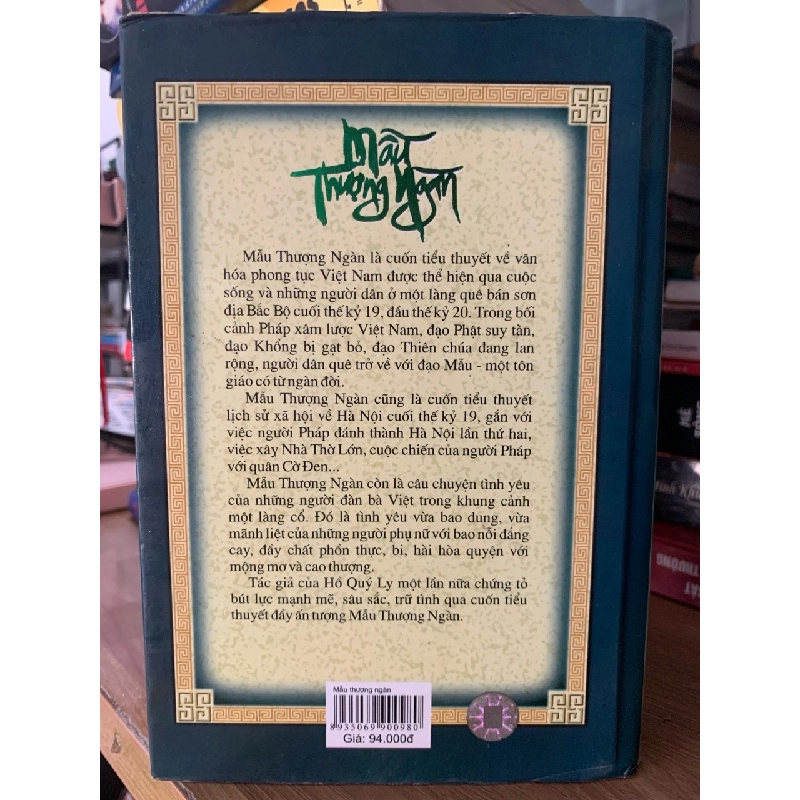 Mẫu
Thượng Ngàn
Mẫu Thượng Ngàn là cuốn tiểu thuyết về văn
hóa phong tục Việt Nam được thể hiện qua cuộc
sống và những người dân ở một làng quê bán sơn
địa Bắc Bộ cuối thế kỷ 19, đầu thế kỷ 20. Trong bối
cảnh Pháp xâm lược Việt Nam, đạo Phật suy tàn,
đạo Khổng bị gạt bỏ, đạo Thiên chúa đang lan
rộng, người dân quê trở về với đạo Mẫu - một tôn
giáo có từ ngàn đời.
Mẫu Thượng Ngàn cũng là cuốn tiểu thuyết
lịch sử xã hội về Hà Nội cuối thế kỷ 19, gắn với
việc người Pháp đánh thành Hà Nội lần thứ hai,
việc xây Nhà Thờ Lớn, cuộc chiến của người Pháp
với quân Cờ Đen...
Mẫu Thượng Ngàn còn là câu chuyện tình yêu
của những người đàn bà Việt trong khung cảnh
một làng cổ. Đó là tình yêu vừa bao dung, vừa
mãnh liệt của những người phụ nữ với bao nỗi đắng
cay, đầy chất phồn thực, bi, hài hòa quyện với
mộng mơ và cao thượng.
Tác giả của Hồ Quý Ly một lần nữa chứng tỏ
bút lực mạnh mẽ, sâu sắc, trữ tình qua cuốn tiểu
thuyết đầy ấn tượng Mẫu Thượng Ngàn.
Mẫu thượng ngàn
8935069900980
Giá: 94.000đ